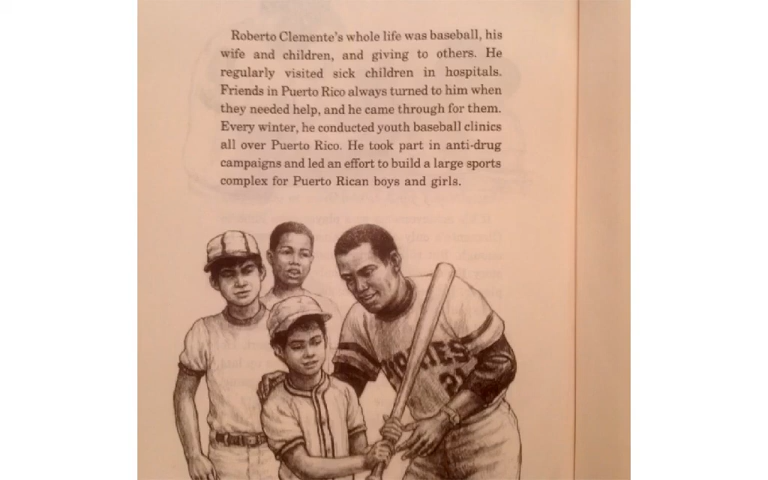 Roberto Clemente's whole life was baseball, his
wife and children, and giving to others. He
regularly visited sick children in hospitals.
Friends in Puerto Rico always turned to him when
they needed help, and he came through for them.
Every winter, he conducted youth baseball clinics
all over Puerto Rico. He took part in anti-drug
campaigns and led an effort to build a large sports
complex for Puerto Rican boys and girls.